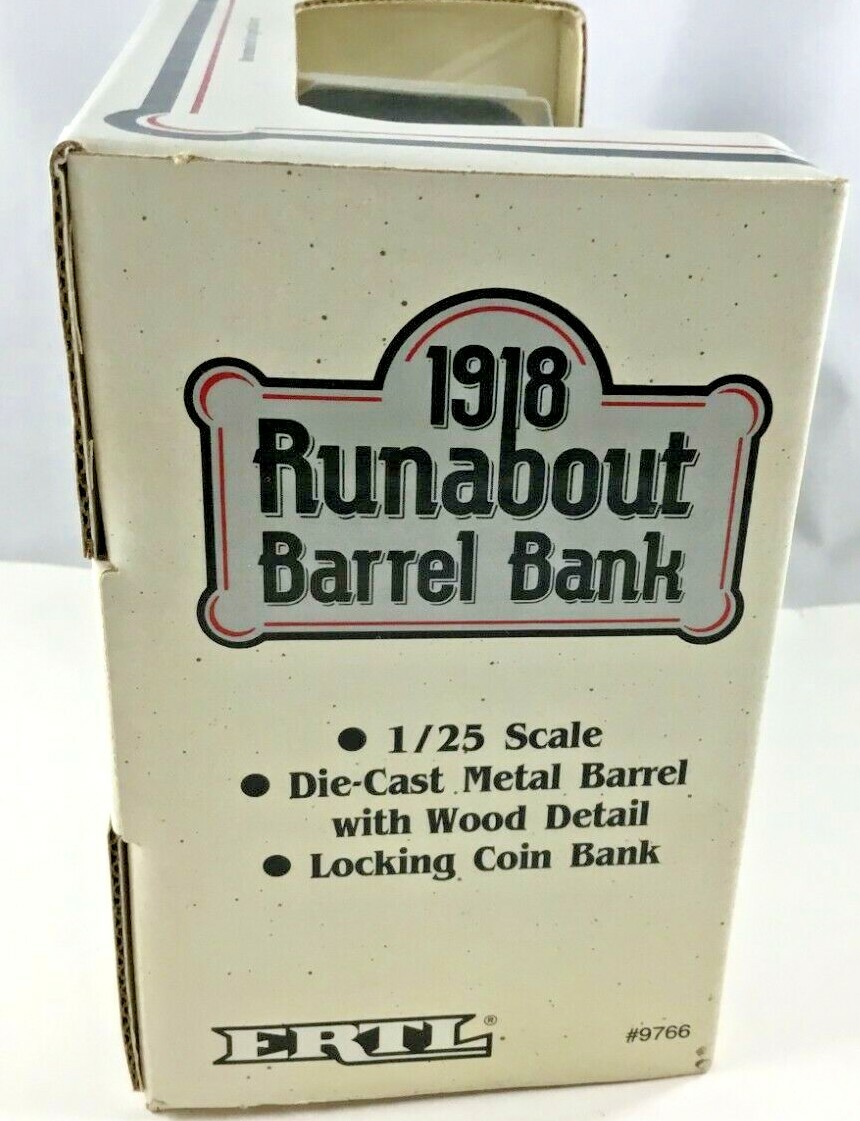 1918
Runabout
Barrel Bank
● 1/25 Scale
● Die-Cast Metal Barrel
with Wood Detail
● Locking Coin Bank
ERTL®
#9766